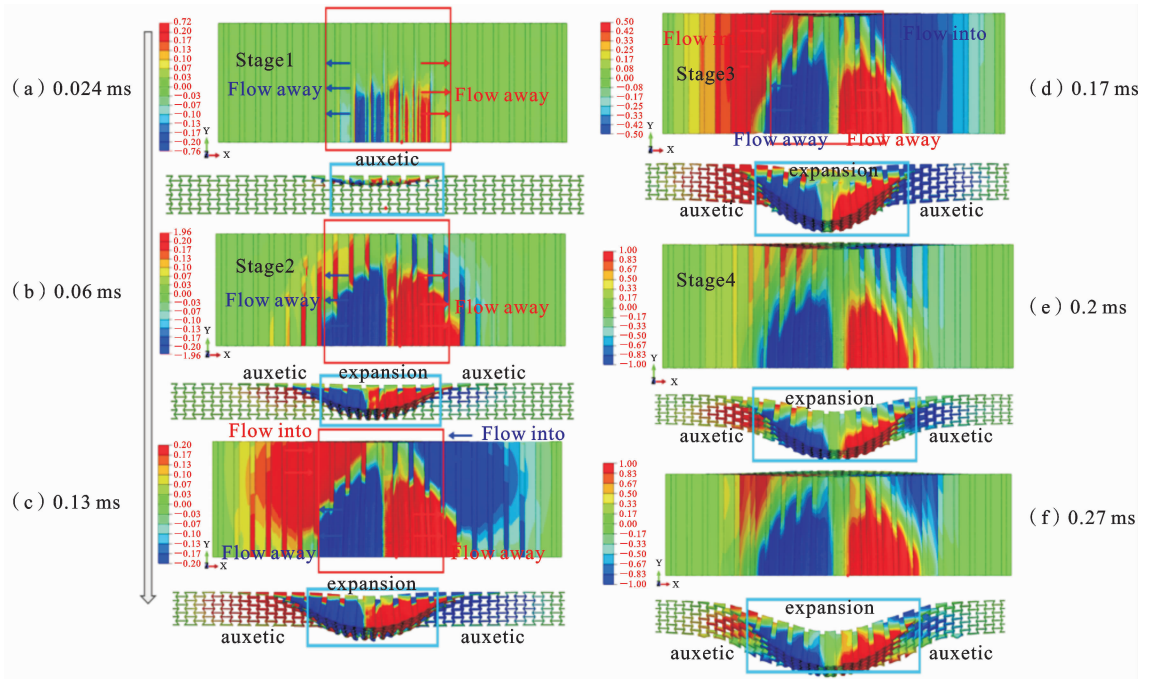 (a) 0.024 ms
0.72
0.20
0.17
0.13
0.10
0.07
0.03
0.00
−0.03
−0.07
−0.10
−0.13
−0.17
−0.20
−0.76
Y
X
Stage1
Flow away
Flow away
auxetic
(b) 0.06 ms
1.96
0.20
0.17
0.13
0.10
0.07
0.03
0.00
−0.03
−0.07
−0.10
−0.13
−0.17
−0.20
−1.96
Y
X
Stage2
Flow away
Flow away
auxetic
expansion
auxetic
(c) 0.13 ms
0.20
0.17
0.13
0.10
0.07
0.03
0.00
−0.03
−0.07
−0.10
−0.13
−0.17
−0.20
Y
X
Flow into
Flow into
Flow away
Flow away
expansion
auxetic
auxetic
0.50
0.42
0.33
0.25
0.17
0.08
0.00
−0.08
−0.17
−0.25
−0.33
−0.42
−0.50
Y
X
Flow in
Flow into
Stage3
(d) 0.17 ms
Flow away
Flow away
expansion
auxetic
auxetic
1.00
0.83
0.67
0.50
0.33
0.17
0.00
−0.17
−0.33
−0.50
−0.67
−0.83
−1.00
Y
X
Stage4
(e) 0.2 ms
expansion
auxetic
auxetic
1.00
0.83
0.67
0.50
0.33
0.17
0.00
−0.17
−0.33
−0.50
−0.67
−0.83
−1.00
Y
X
(f) 0.27 ms
expansion
auxetic
auxetic